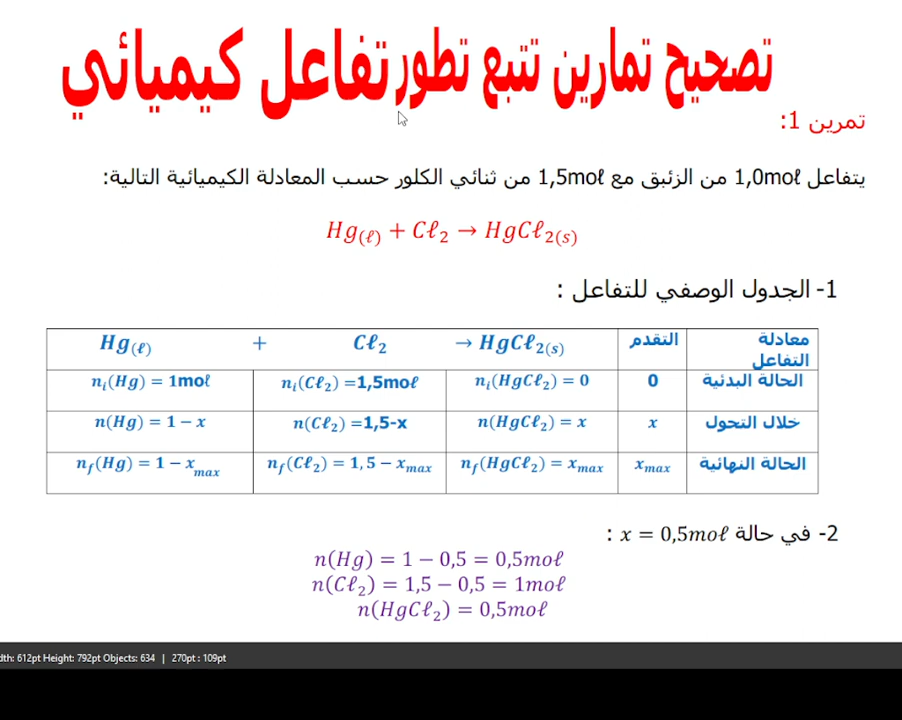 تصحيح تمارين تتبع تطور تفاعل كيميائي
تمرين 1:
يتفاعل 1,0moℓ من الزئبق مع 1,5moℓ من ثنائي الكلور حسب المعادلة الكيميائية التالية:
Hg(ℓ) + Cℓ2 → HgCℓ2(s)
1- الجدول الوصفي للتفاعل :
معادلة التفاعل التقدم Hg(ℓ) + Cℓ2 → HgCℓ2(s)
الحالة البدئية 0 ni(Hg) = 1moℓ ni(Cℓ2) =1,5moℓ ni(HgCℓ2) = 0
خلال التحول x n(Hg) = 1 − x n(Cℓ2) =1,5-x n(HgCℓ2) = x
الحالة النهائية xmax nf(Hg) = 1 − xmax nf(Cℓ2) = 1,5 − xmax nf(HgCℓ2) = xmax
2- في حالة x = 0,5moℓ :
n(Hg) = 1 − 0,5 = 0,5moℓ
n(Cℓ2) = 1,5 − 0,5 = 1moℓ
n(HgCℓ2) = 0,5moℓ
dth: 612pt Height: 792pt Objects: 634 | 270pt : 109pt